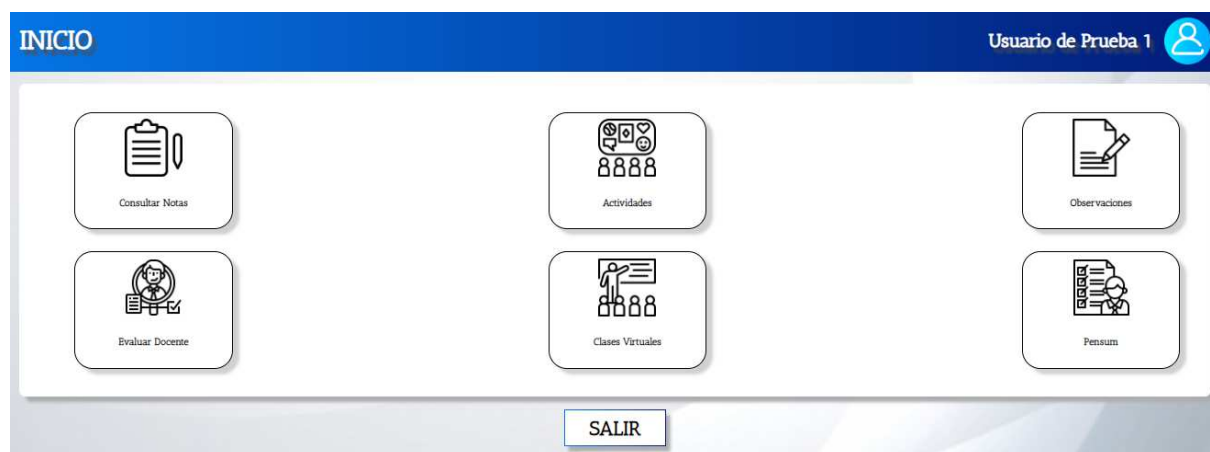 INICIO
Usuario de Prueba 1
Consultar Notas
Actividades
Observaciones
Evaluar Docente
Clases Virtuales
Pensum
SALIR